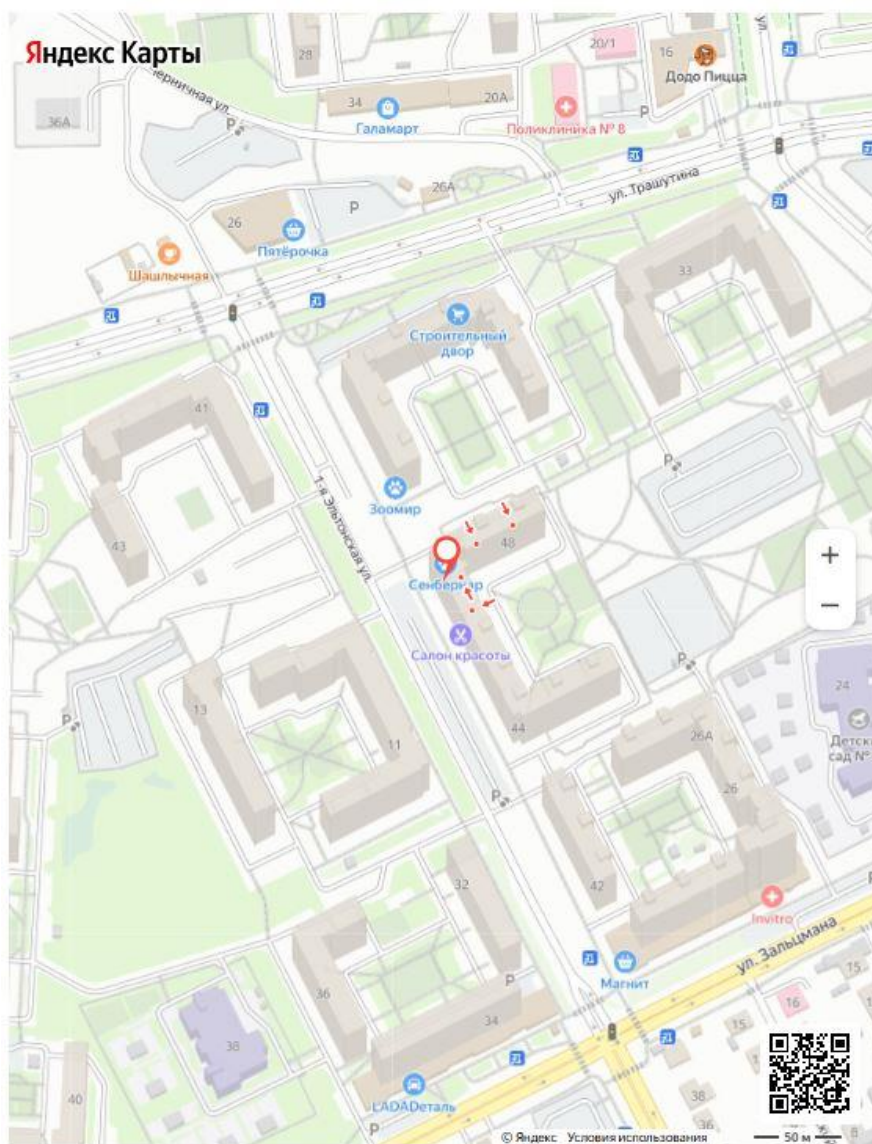 Яндекс Карты
28
20/1
16
Додо Пицца
ул.
34
20А
Галамарт
Поликлиника № 8
P
36А
P
ул. Трашутина
26А
P
26
Пятёрочка
Шашлычная
33
Строительный
двор
41
P
Зоомир
1-я Эльтонская ул.
43
48
+
Сенбернар
−
Салон красоты
P
13
24
P
44
11
26А
сад №
26
P
32
42
Invitro
P
ул. Зальцмана
36
P
Магнит
15
16
34
15
38
LADAДеталь
38
40
36
8
© Яндекс Условия использования
50 м